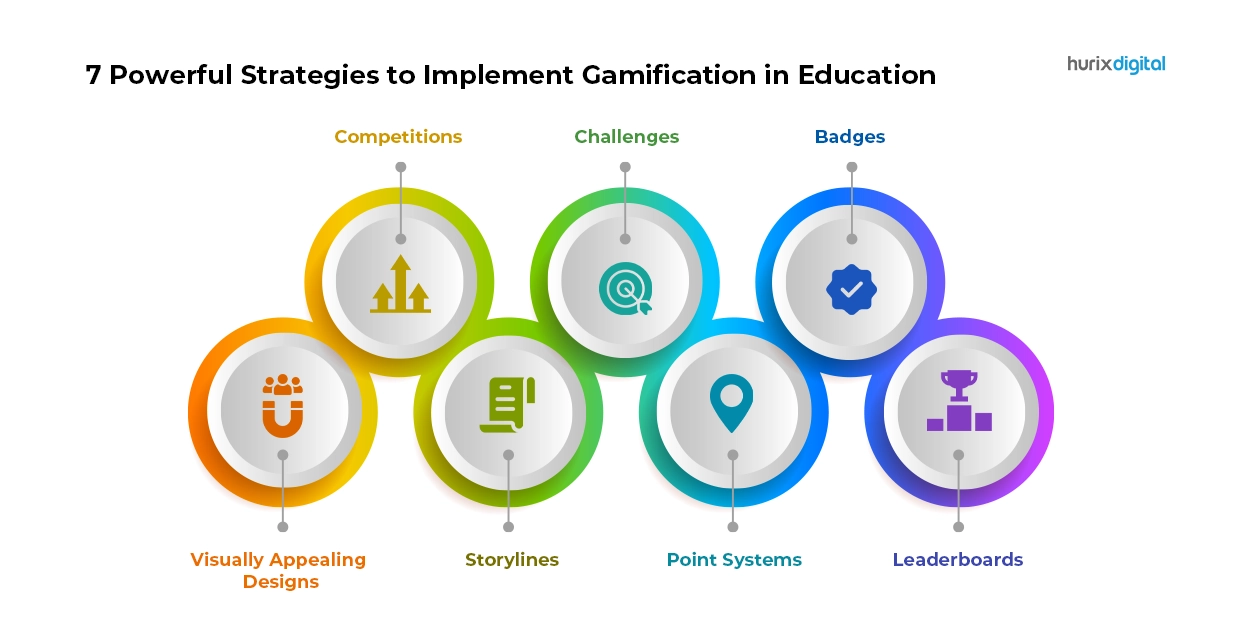 7 Powerful Strategies to Implement Gamification in Education
hurixdigital
Competitions
Challenges
Badges
Visually Appealing
Designs
Storylines
Point Systems
Leaderboards